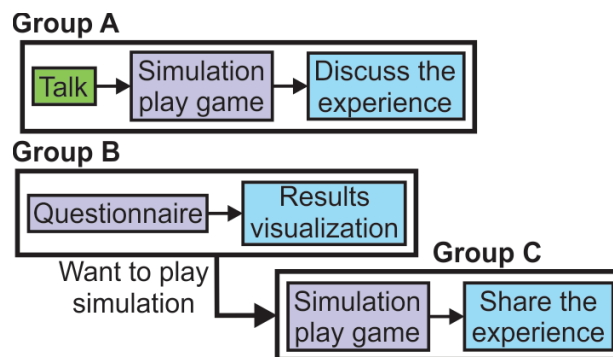 Group A
Talk
Simulation
play game
Discuss the
experience
Group B
Questionnaire
Results
visualization
Want to play
simulation
Group C
Simulation
play game
Share the
experience